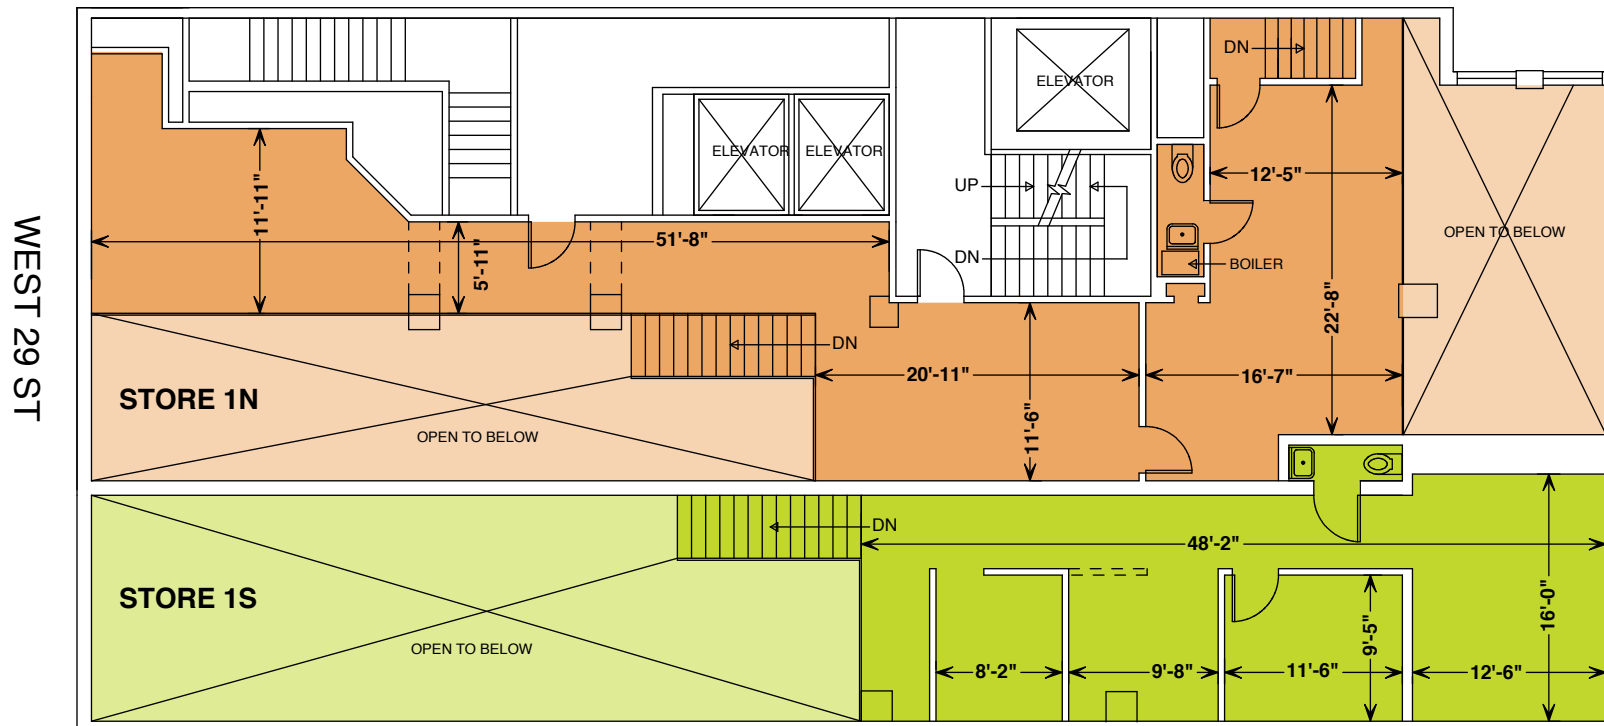 DN
ELEVATOR
ELEVATOR
ELEVATOR
UP
12'-5"
11'-11"
WEST 29 ST
51'-8"
5'-11"
DN
BOILER
OPEN TO BELOW
22'-8"
DN
STORE 1N
OPEN TO BELOW
20'-11"
11'-6"
16'-7"
DN
48'-2"
STORE 1S
OPEN TO BELOW
8'-2"
9'-8"
11'-6"
9'-5"
12'-6"
16'-0"